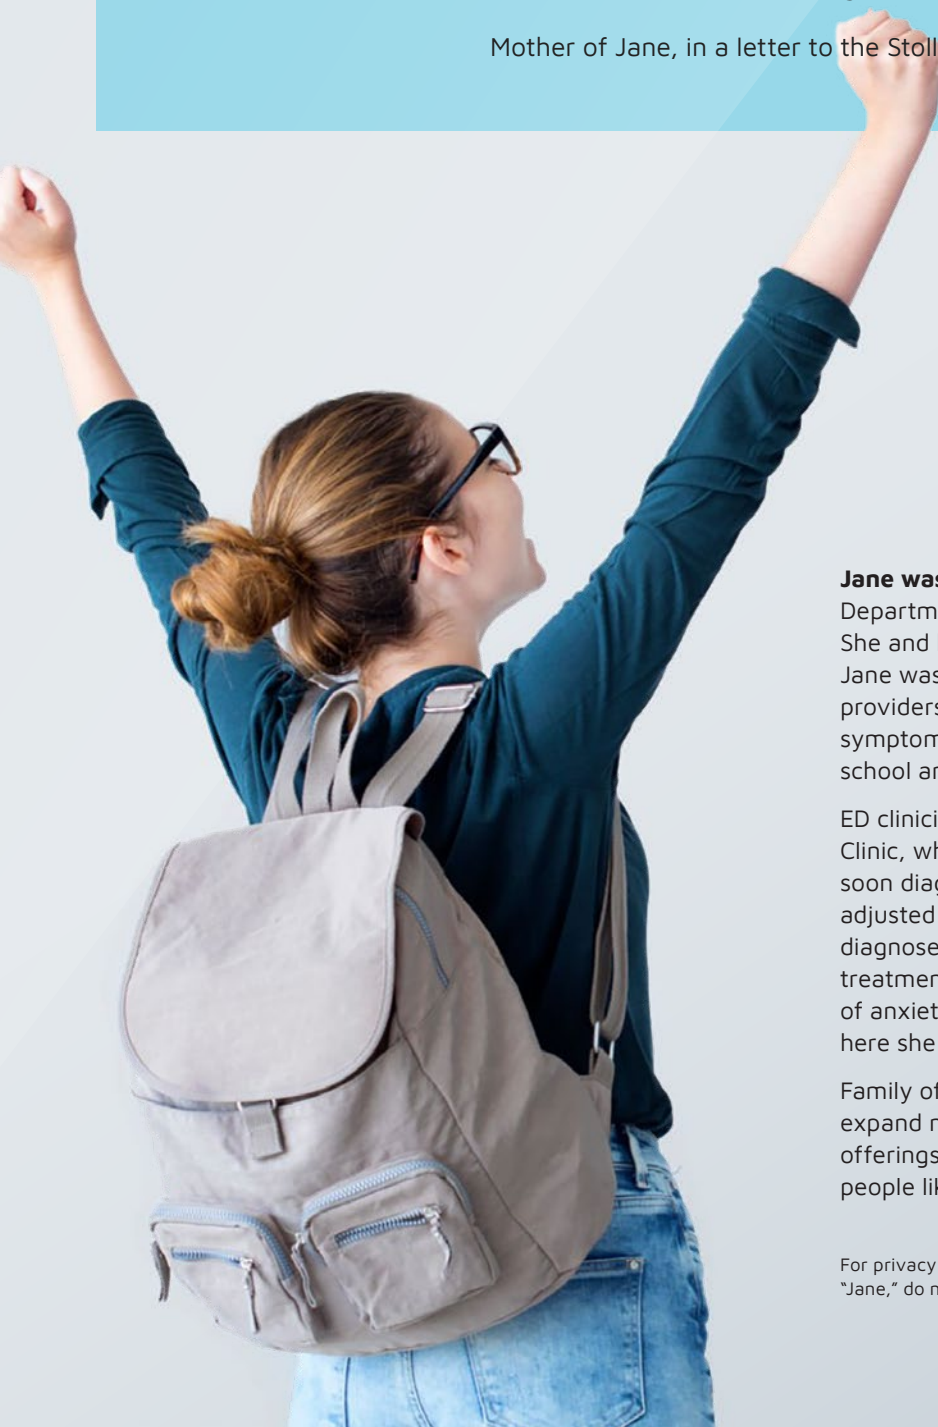 Mother of Jane, in a letter to the Stoll
Jane was
Departm
She and
Jane was
providers
symptom
school an
ED clinici
Clinic, wh
soon diag
adjusted
diagnose
treatmen
of anxiet
here she
Family of
expand n
offerings
people lik
For privacy
“Jane,” do n